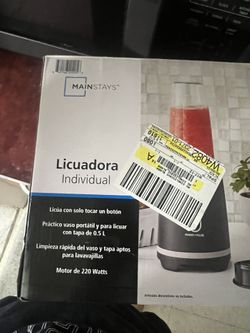 MAINSTAYS
Licuadora
Individual
Licúa con solo tocar un botón
Práctico vaso portátil y para licuar
con tapa de 0.5 L
Limpieza rápida del vaso y tapa aptos
para lavavajillas
Motor de 220 Watts